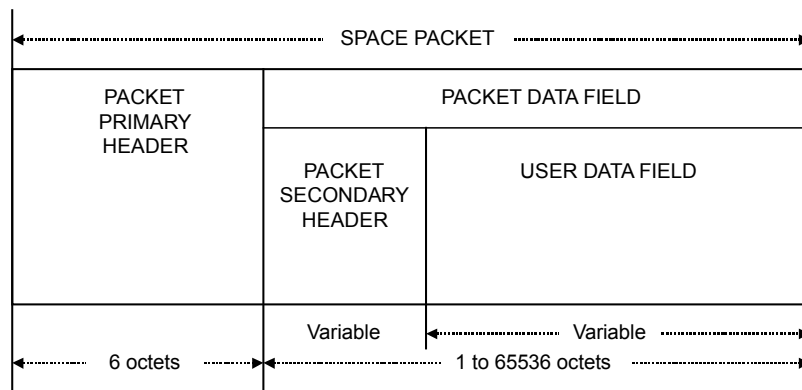 SPACE PACKET
PACKET
PRIMARY
HEADER
PACKET DATA FIELD
PACKET
SECONDARY
HEADER
USER DATA FIELD
Variable
Variable
6 octets
1 to 65536 octets